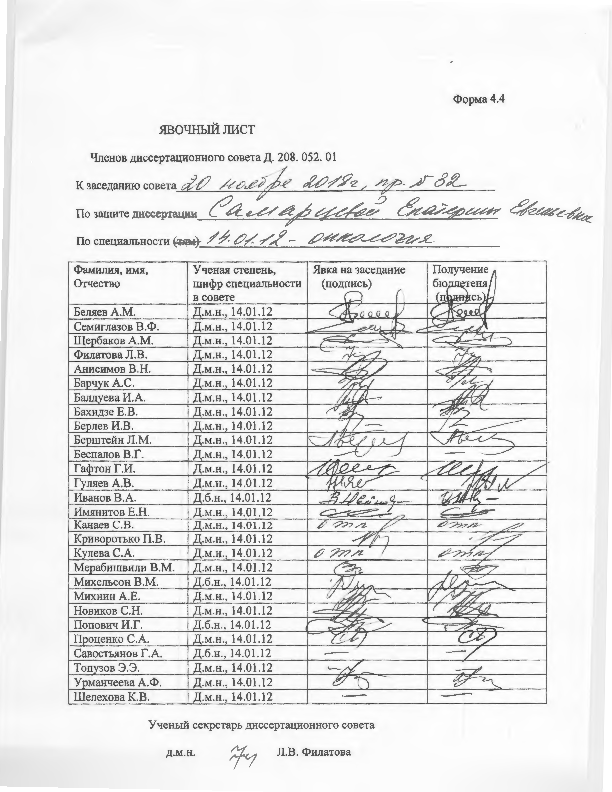 Форма 4.4
ЯВОЧНЫЙ ЛИСТ
Членов диссертационного совета Д. 208. 052. 01
К заседанию совета 20 ноября 2018г, пр. № 32
По защите диссертации Самарцевой Екатерины Евгеньевны
По специальности (там) 14.01.12 - онкология
Фамилия, имя, Отчество Ученая степень, шифр специальности в совете Явка на заседание (подпись) Получение бюллетеня (подпись)
Беляев А.М. Д.м.н., 14.01.12
Семиглазов В.Ф. Д.м.н., 14.01.12
Щербаков А.М. Д.м.н., 14.01.12
Филатова Л.В. Д.м.н., 14.01.12
Анисимов В.Н. Д.м.н., 14.01.12
Барчук А.С. Д.м.н., 14.01.12
Балдуева И.А. Д.м.н., 14.01.12
Бахидзе Е.В. Д.м.н., 14.01.12
Берлев И.В. Д.м.н., 14.01.12
Берштейн Л.М. Д.м.н., 14.01.12
Беспалов В.Г. Д.м.н., 14.01.12
Гафтон Г.И. Д.м.н., 14.01.12
Гуляев А.В. Д.м.н., 14.01.12
Иванов В.А. Д.б.н., 14.01.12
Имянитов Е.Н. Д.м.н., 14.01.12
Канаев С.В. Д.м.н., 14.01.12 отп отп
Криворотько П.В. Д.м.н., 14.01.12
Кулева С.А. Д.м.н., 14.01.12 отп отп
Мерабишвили В.М. Д.м.н., 14.01.12
Михельсон В.М. Д.б.н., 14.01.12
Михнин А.Е. Д.м.н., 14.01.12
Новиков С.Н. Д.м.н., 14.01.12
Попович И.Г. Д.б.н., 14.01.12
Проценко С.А. Д.м.н., 14.01.12
Савостьянов Г.А. Д.б.н., 14.01.12
Топузов Э.Э. Д.м.н., 14.01.12
Урманчеева А.Ф. Д.м.н., 14.01.12
Шелехова К.В. Д.м.н., 14.01.12
Ученый секретарь диссертационного совета
д.м.н. Л.В. Филатова